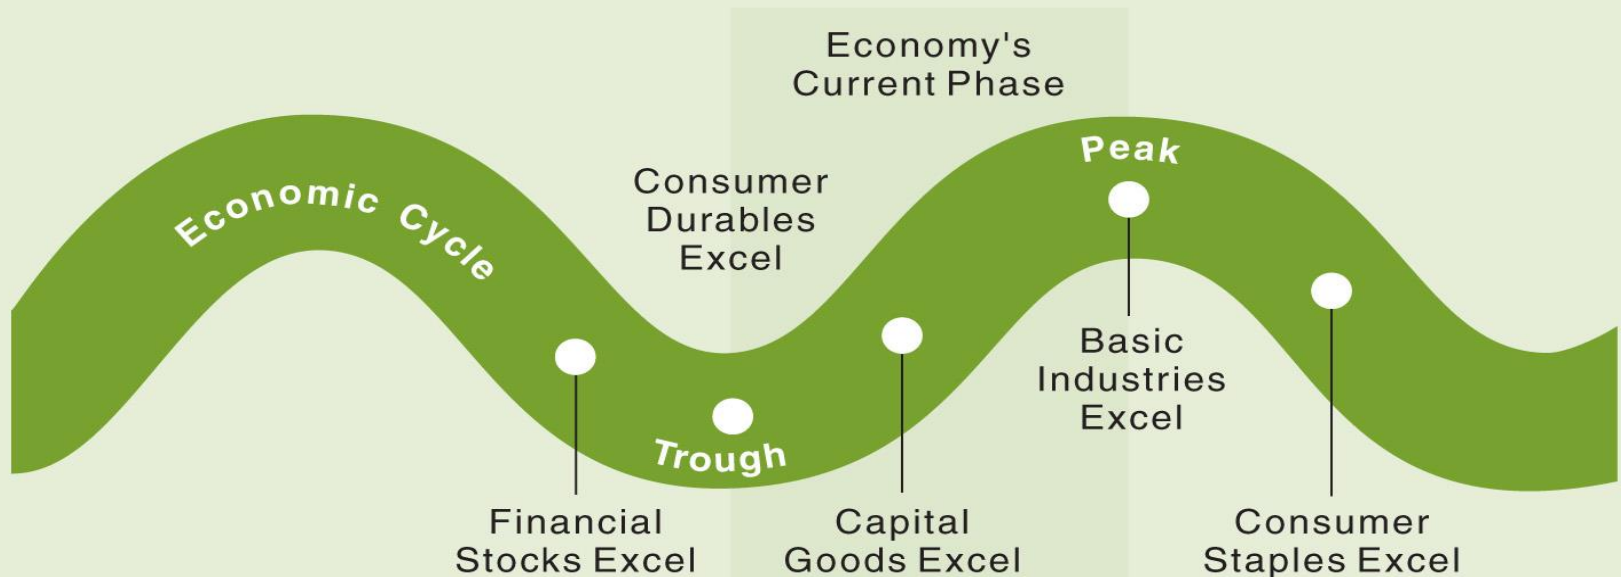 Economy's
Current Phase
Economic Cycle
Peak
Consumer
Durables
Excel
Basic
Industries
Excel
Trough
Financial
Stocks Excel
Capital
Goods Excel
Consumer
Staples Excel